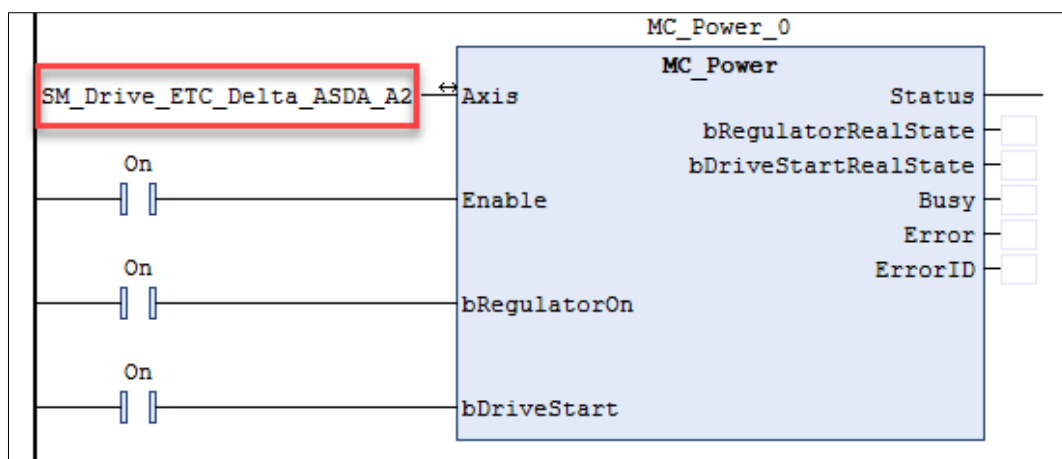 MC_Power_0
MC_Power
SM_Drive_ETC_Delta_ASDA_A2 Axis Status
bRegulatorRealState
On bDriveStartRealState
Enable Busy
Error
On ErrorID
bRegulatorOn
On
bDriveStart